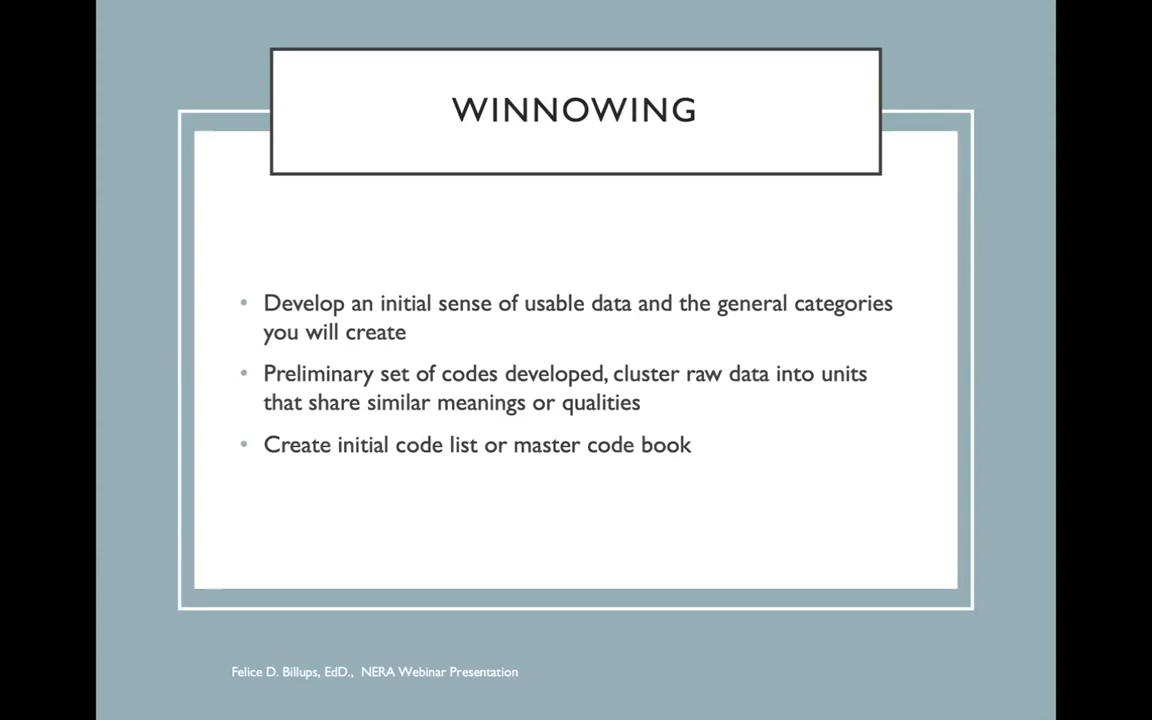 WINNOWING
• Develop an initial sense of usable data and the general categories
you will create
• Preliminary set of codes developed, cluster raw data into units
that share similar meanings or qualities
• Create initial code list or master code book
Felice D. Billups, EdD., NERA Webinar Presentation